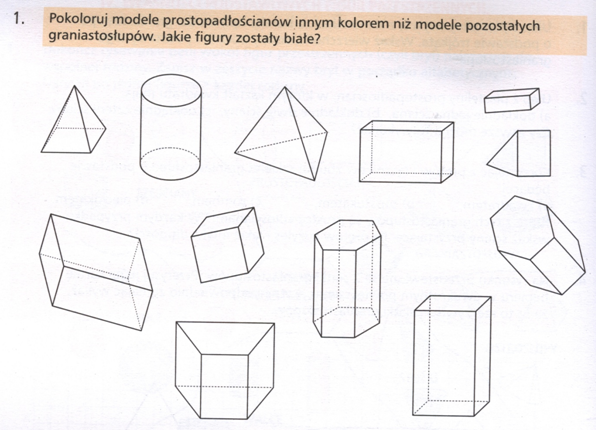 1. Pokoloruj modele prostopadłościanów innym kolorem niż modele pozostałych
graniastosłupów. Jakie figury zostały białe?